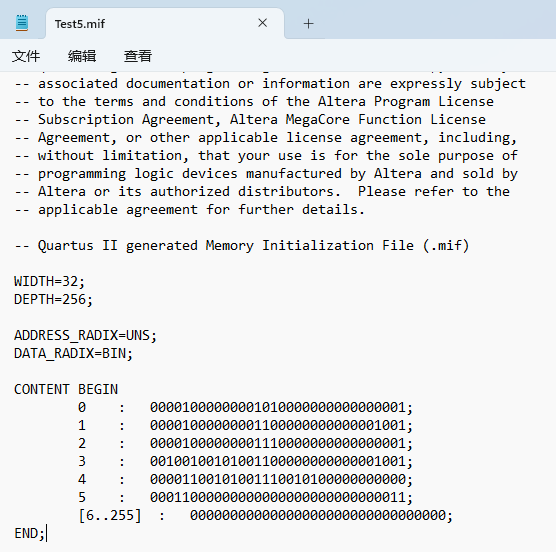 Test5.mif
文件 编辑 查看
-- associated documentation or information are expressly subject
-- to the terms and conditions of the Altera Program License
-- Subscription Agreement, Altera MegaCore Function License
-- Agreement, or other applicable license agreement, including,
-- without limitation, that your use is for the sole purpose of
-- programming logic devices manufactured by Altera and sold by
-- Altera or its authorized distributors.  Please refer to the
-- applicable agreement for further details.
-- Quartus II generated Memory Initialization File (.mif)
WIDTH=32;
DEPTH=256;
ADDRESS_RADIX=UNS;
DATA_RADIX=BIN;
CONTENT BEGIN
0 : 00001000000001010000000000000001;
1 : 00001000000001100000000000001001;
2 : 00001000000001110000000000000001;
3 : 00100100101001100000000000001001;
4 : 00001100101001110010100000000000;
5 : 00011000000000000000000000000011;
[6..255] : 00000000000000000000000000000000;
END;